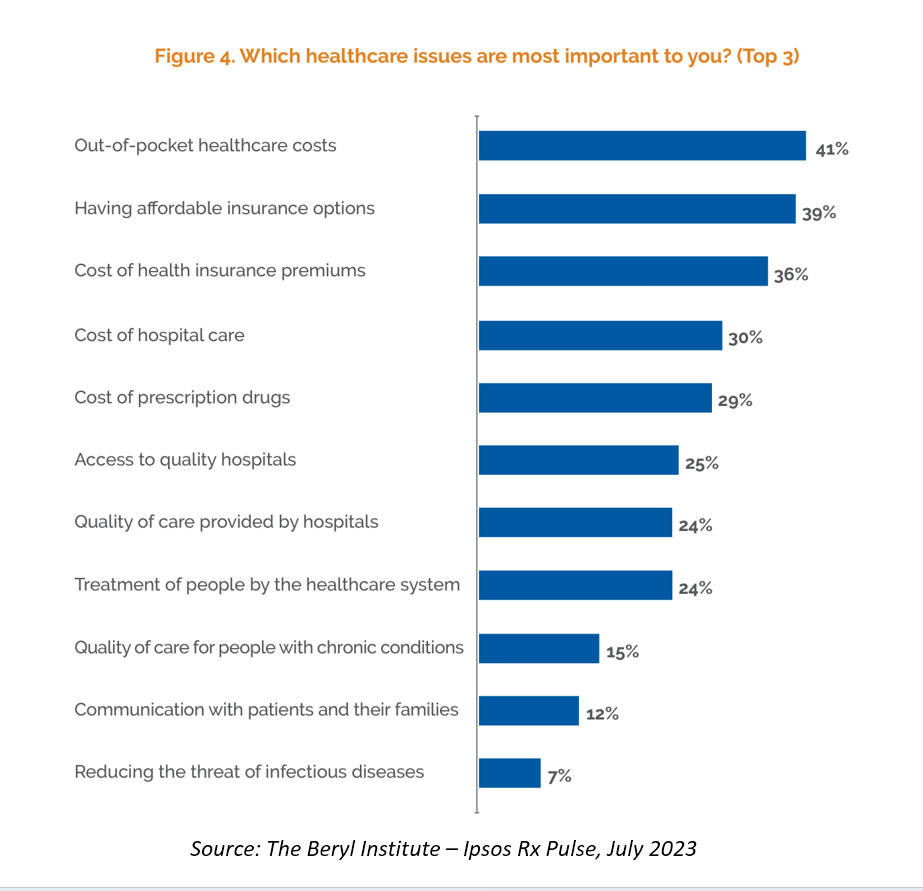 Figure 4. Which healthcare issues are most important to you? (Top 3)
Out-of-pocket healthcare costs 41%
Having affordable insurance options 39%
Cost of health insurance premiums 36%
Cost of hospital care 30%
Cost of prescription drugs 29%
Access to quality hospitals 25%
Quality of care provided by hospitals 24%
Treatment of people by the healthcare system 24%
Quality of care for people with chronic conditions 15%
Communication with patients and their families 12%
Reducing the threat of infectious diseases 7%
Source: The Beryl Institute – Ipsos Rx Pulse, July 2023